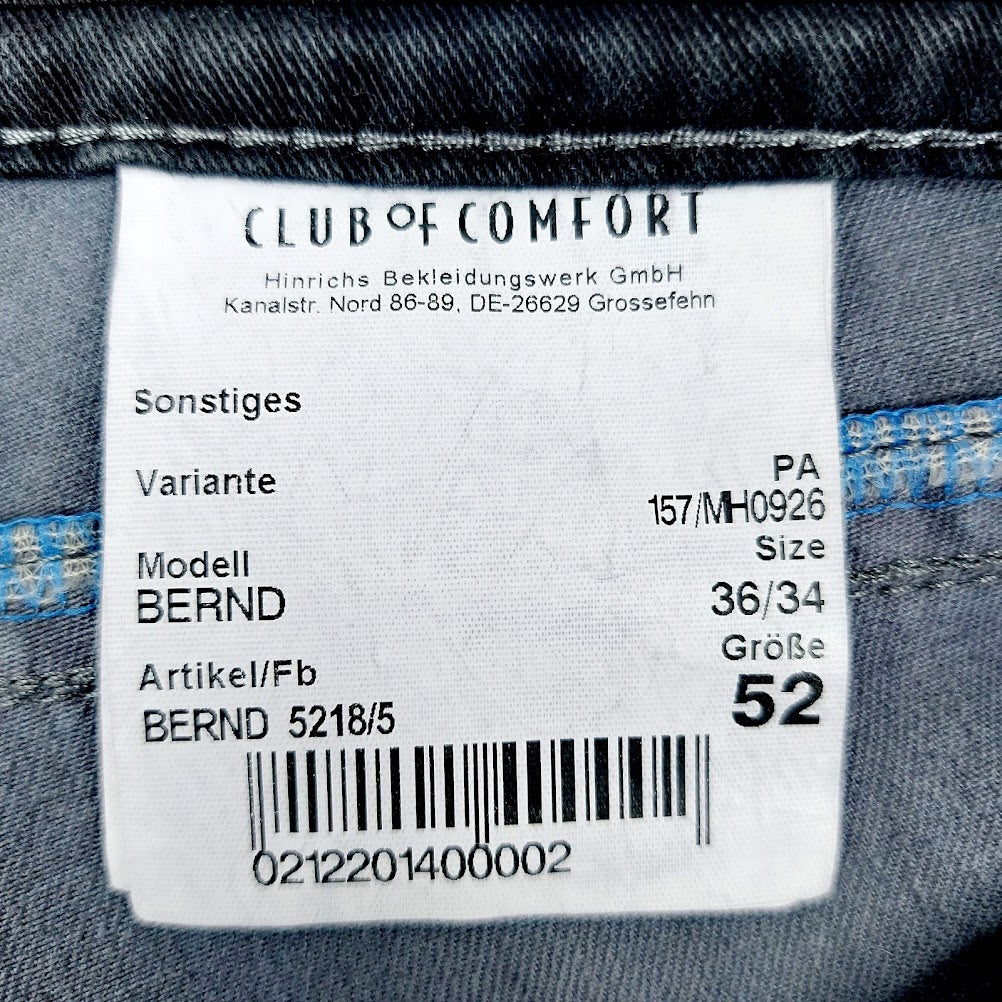 CLUB OF COMFORT
Hinrichs Bekleidungswerk GmbH
Kanalstr. Nord 86-89, DE-26629 Grossefehn
Sonstiges
Variante
PA
157/MH0926
Size
Modell
BERND
36/34
Größe
Artikel/Fb
52
BERND 5218/5
0212201400002